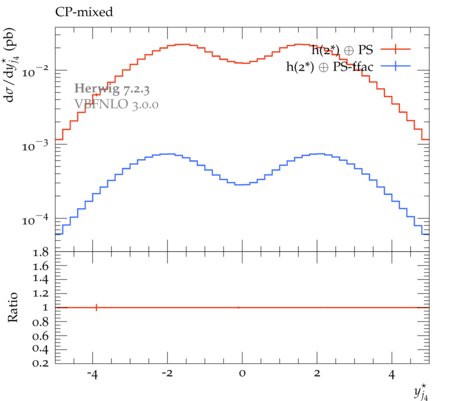 CP-mixed
h(2*) ⊕ PS
h(2*) ⊕ PS-ffac
Herwig 7.2.3
VBFNLO 3.0.0
dσ/dy*j4 (pb)
10−2
10−3
10−4
1.8
1.6
1.4
1.2
1
0.8
0.6
0.4
0.2
Ratio
-4 -2 0 2 4
y*j4